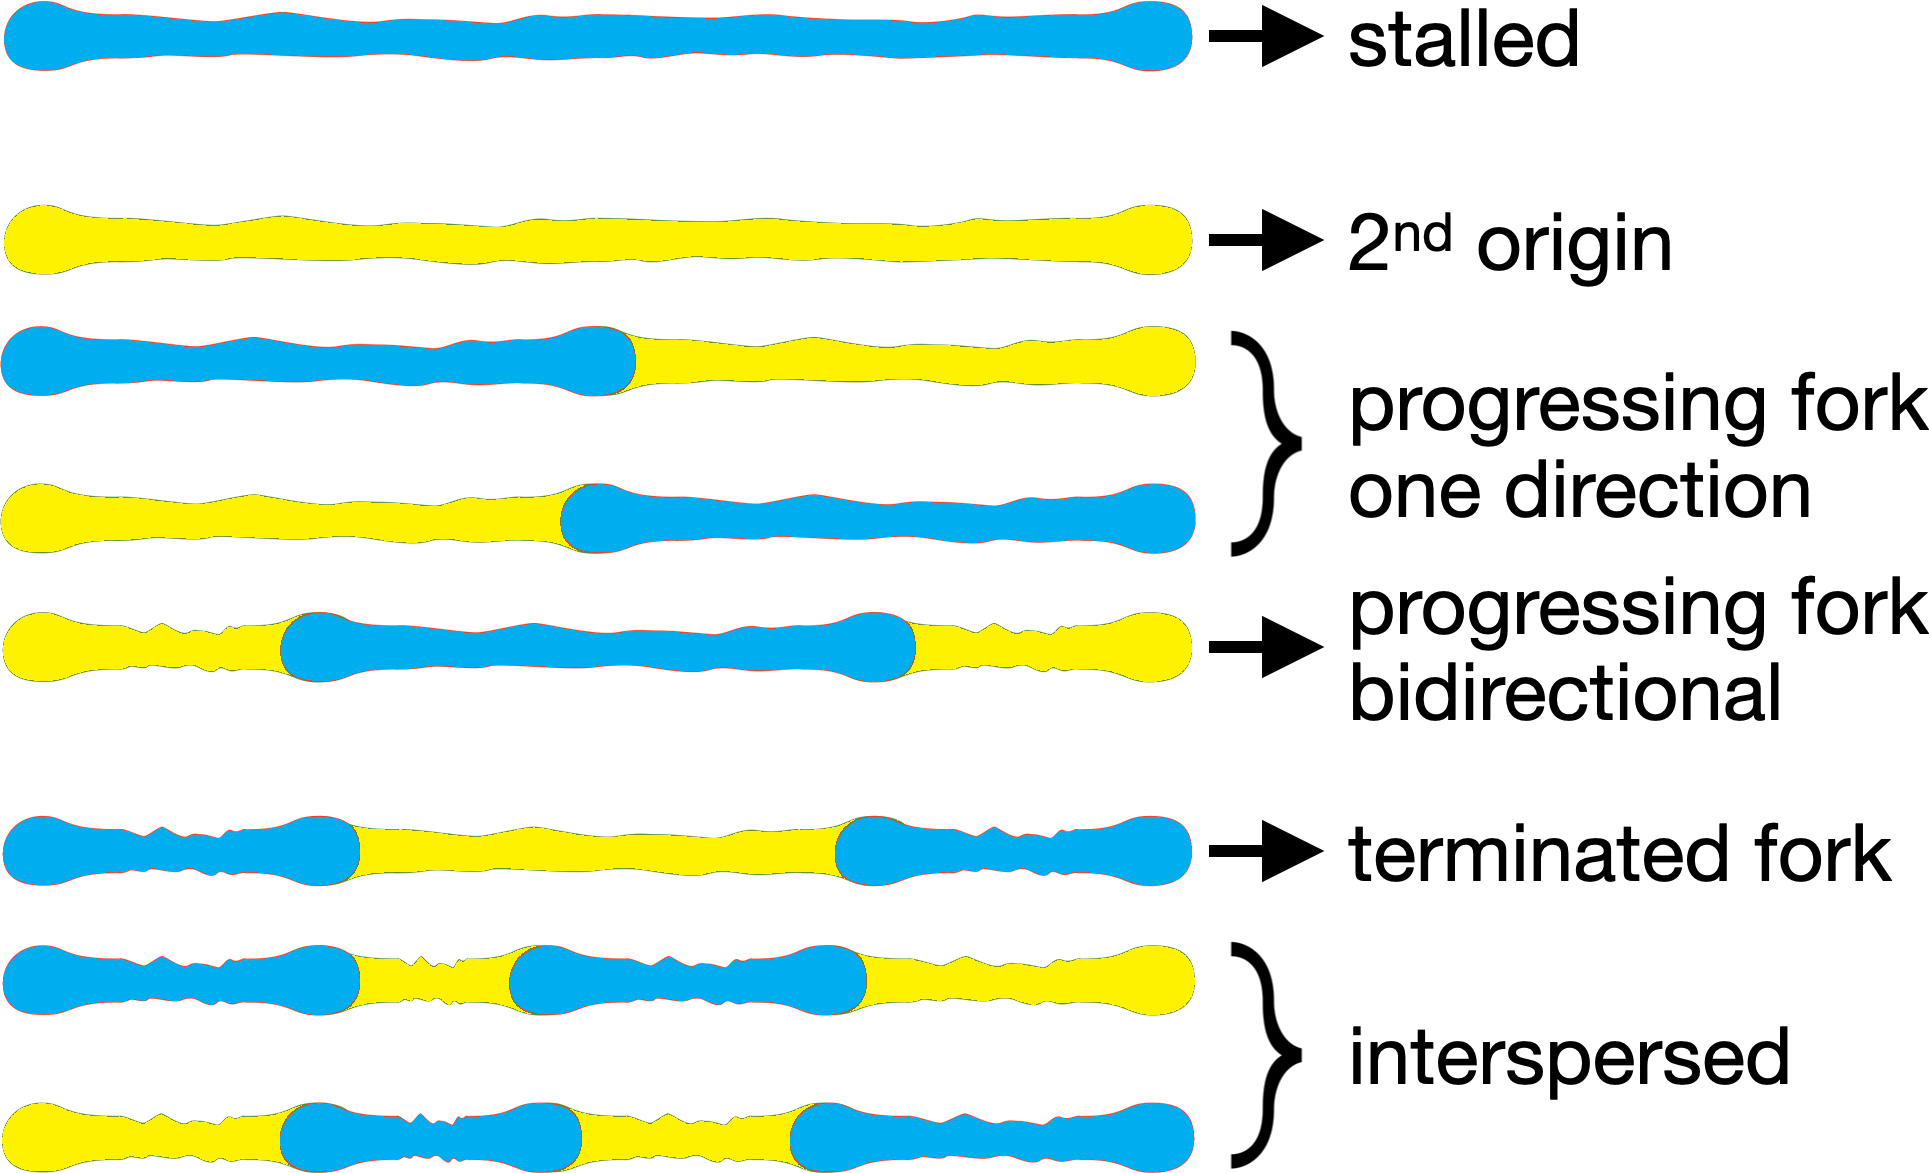 stalled
2nd origin
progressing fork
one direction
progressing fork
bidirectional
terminated fork
interspersed